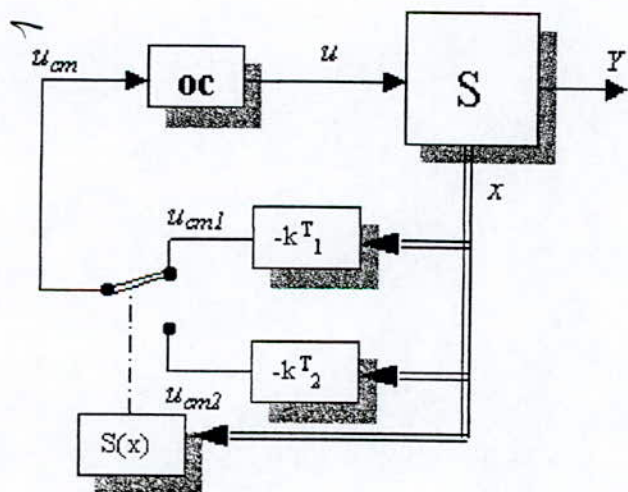 u_cm
oc
u
S
Y
x
u_cm1
-k^T_1
-k^T_2
u_cm2
S(x)